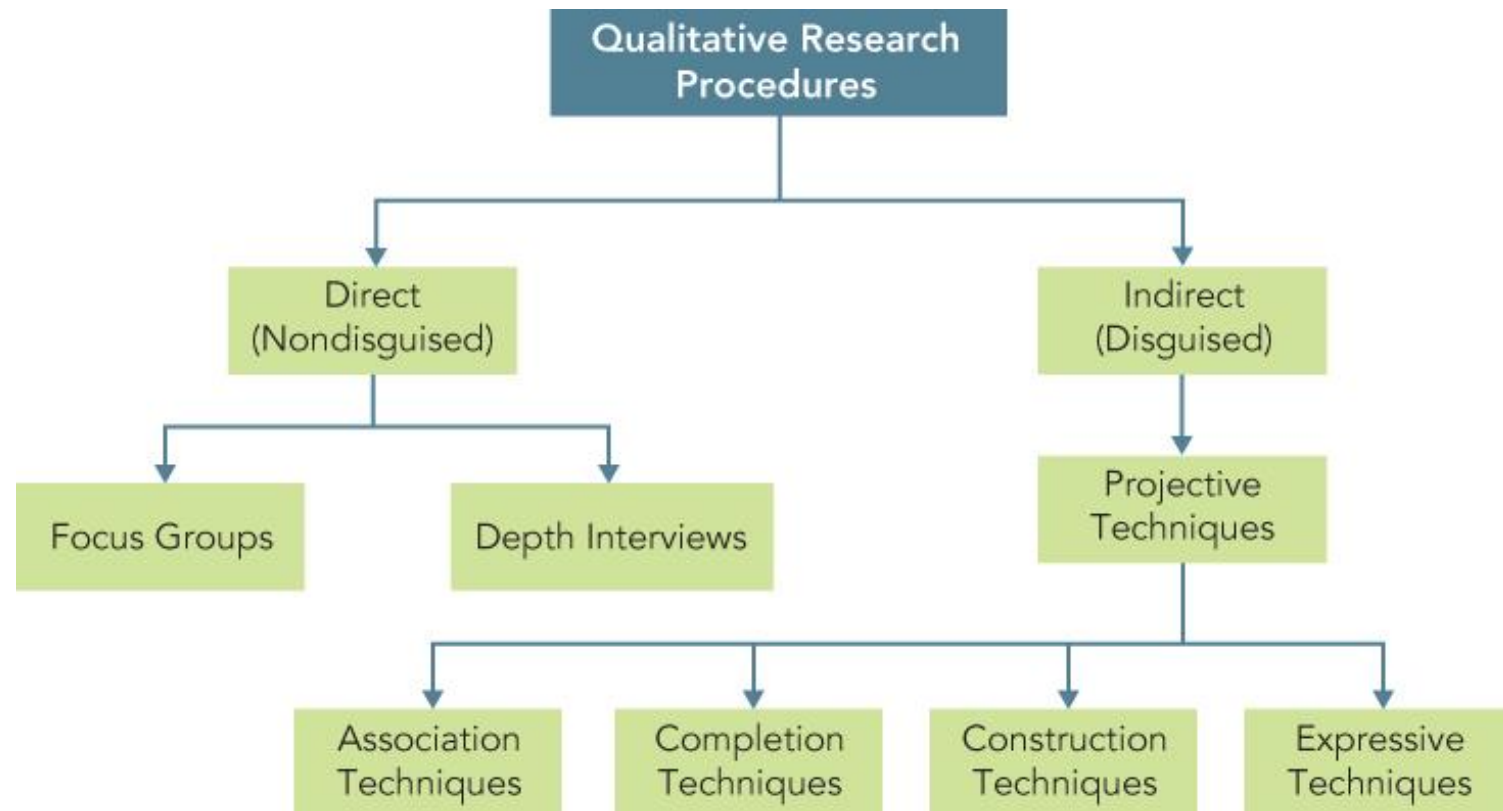 Qualitative Research
Procedures
Direct
(Nondisguised)
Indirect
(Disguised)
Focus Groups
Depth Interviews
Projective
Techniques
Association
Techniques
Completion
Techniques
Construction
Techniques
Expressive
Techniques